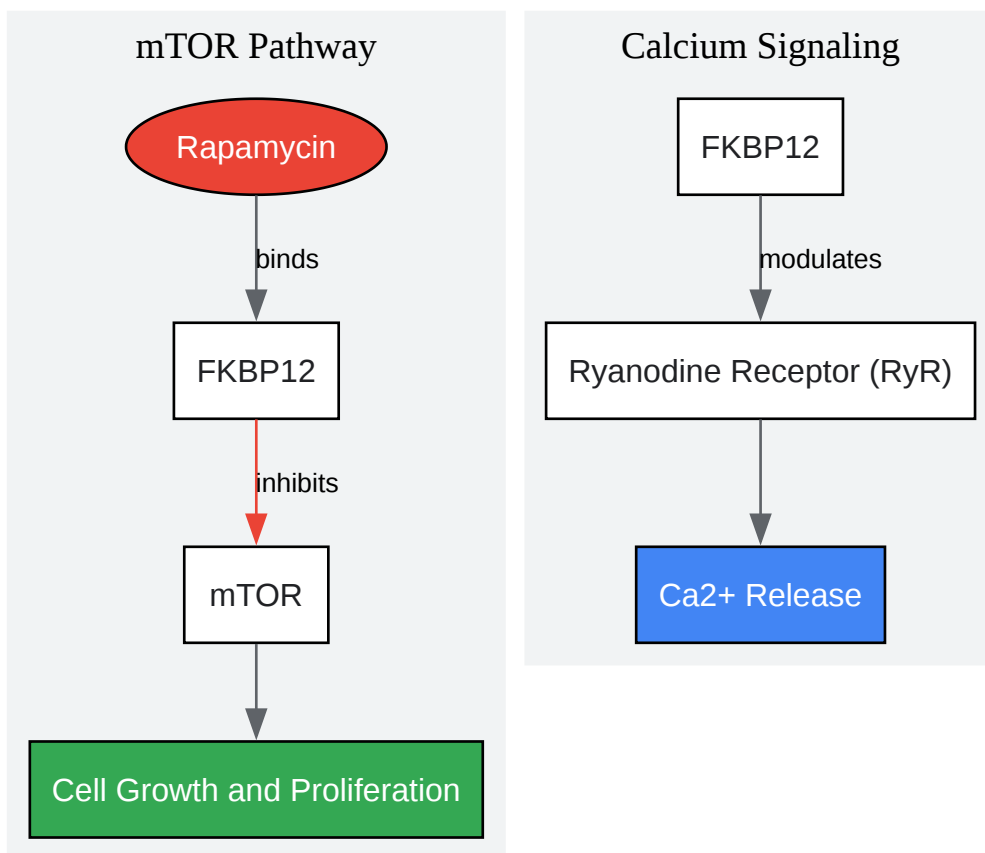 mTOR Pathway
Rapamycin
binds
FKBP12
inhibits
mTOR
Cell Growth and Proliferation
Calcium Signaling
FKBP12
modulates
Ryanodine Receptor (RyR)
Ca2+ Release